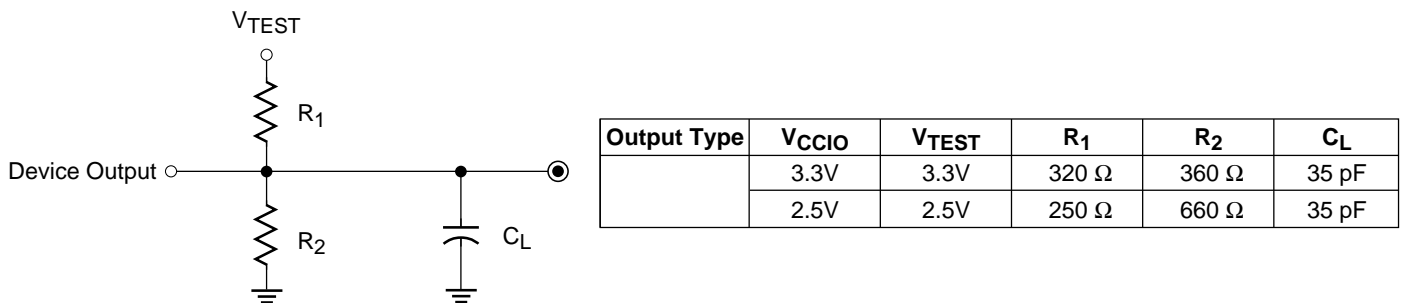 VTEST
R1
Device Output
R2
CL
Output Type VCCIO VTEST R1 R2 CL
3.3V 3.3V 320 Ω 360 Ω 35 pF
2.5V 2.5V 250 Ω 660 Ω 35 pF